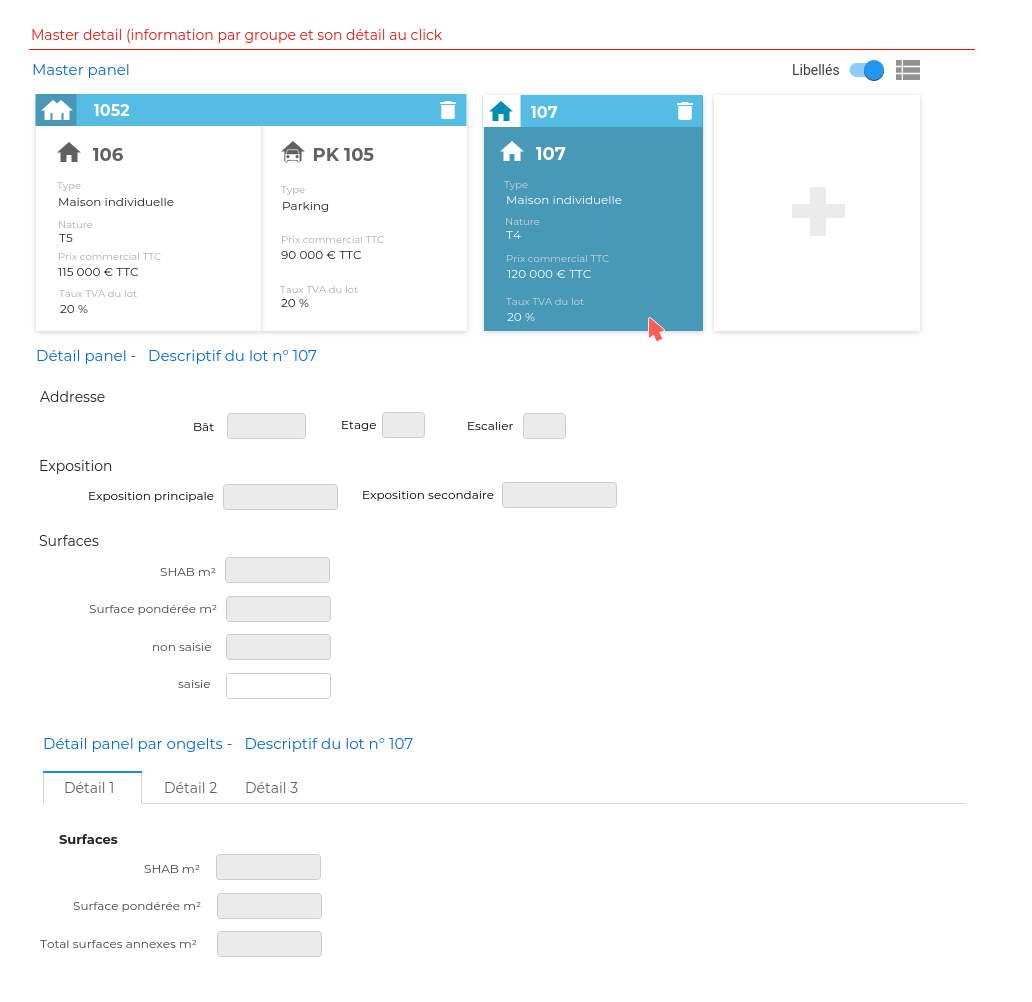 Master detail (information par groupe et son détail au click
Master panel
Libellés
1052
106
Type
Maison individuelle
Nature
T5
Prix commercial TTC
115 000 € TTC
Taux TVA du lot
20 %
PK 105
Type
Parking
Prix commercial TTC
90 000 € TTC
Taux TVA du lot
20 %
107
107
Type
Maison individuelle
Nature
T4
Prix commercial TTC
120 000 € TTC
Taux TVA du lot
20 %
Détail panel - Descriptif du lot n° 107
Addresse
Bât Etage Escalier
Exposition
Exposition principale Exposition secondaire
Surfaces
SHAB m²
Surface pondérée m²
non saisie
saisie
Détail panel par ongelts - Descriptif du lot n° 107
Détail 1 Détail 2 Détail 3
Surfaces
SHAB m²
Surface pondérée m²
Total surfaces annexes m²